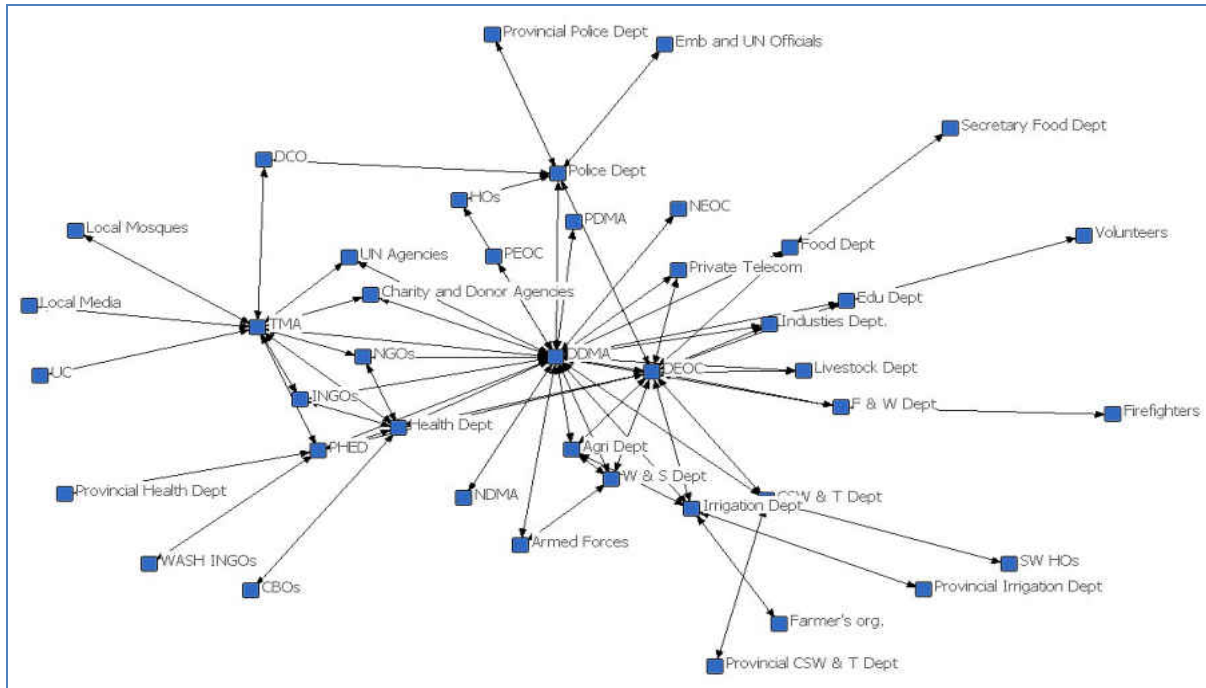 Provincial Police Dept
Emb and UN Officials
Secretary Food Dept
DCO
Police Dept
HOs
NEOC
PDMA
Local Mosques
Volunteers
Food Dept
UN Agencies
PEOC
Private Telecom
Charity and Donor Agencies
Edu Dept
Local Media
TMA
Industies Dept.
NGOs
DDMA
UC
DEOC
Livestock Dept
INGOs
F & W Dept
Firefighters
Health Dept
PHED
Agri Dept
W & S Dept
Provincial Health Dept
NDMA
CSW & T Dept
Irrigation Dept
Armed Forces
WASH INGOs
SW HOs
CBOs
Provincial Irrigation Dept
Farmer's org.
Provincial CSW & T Dept